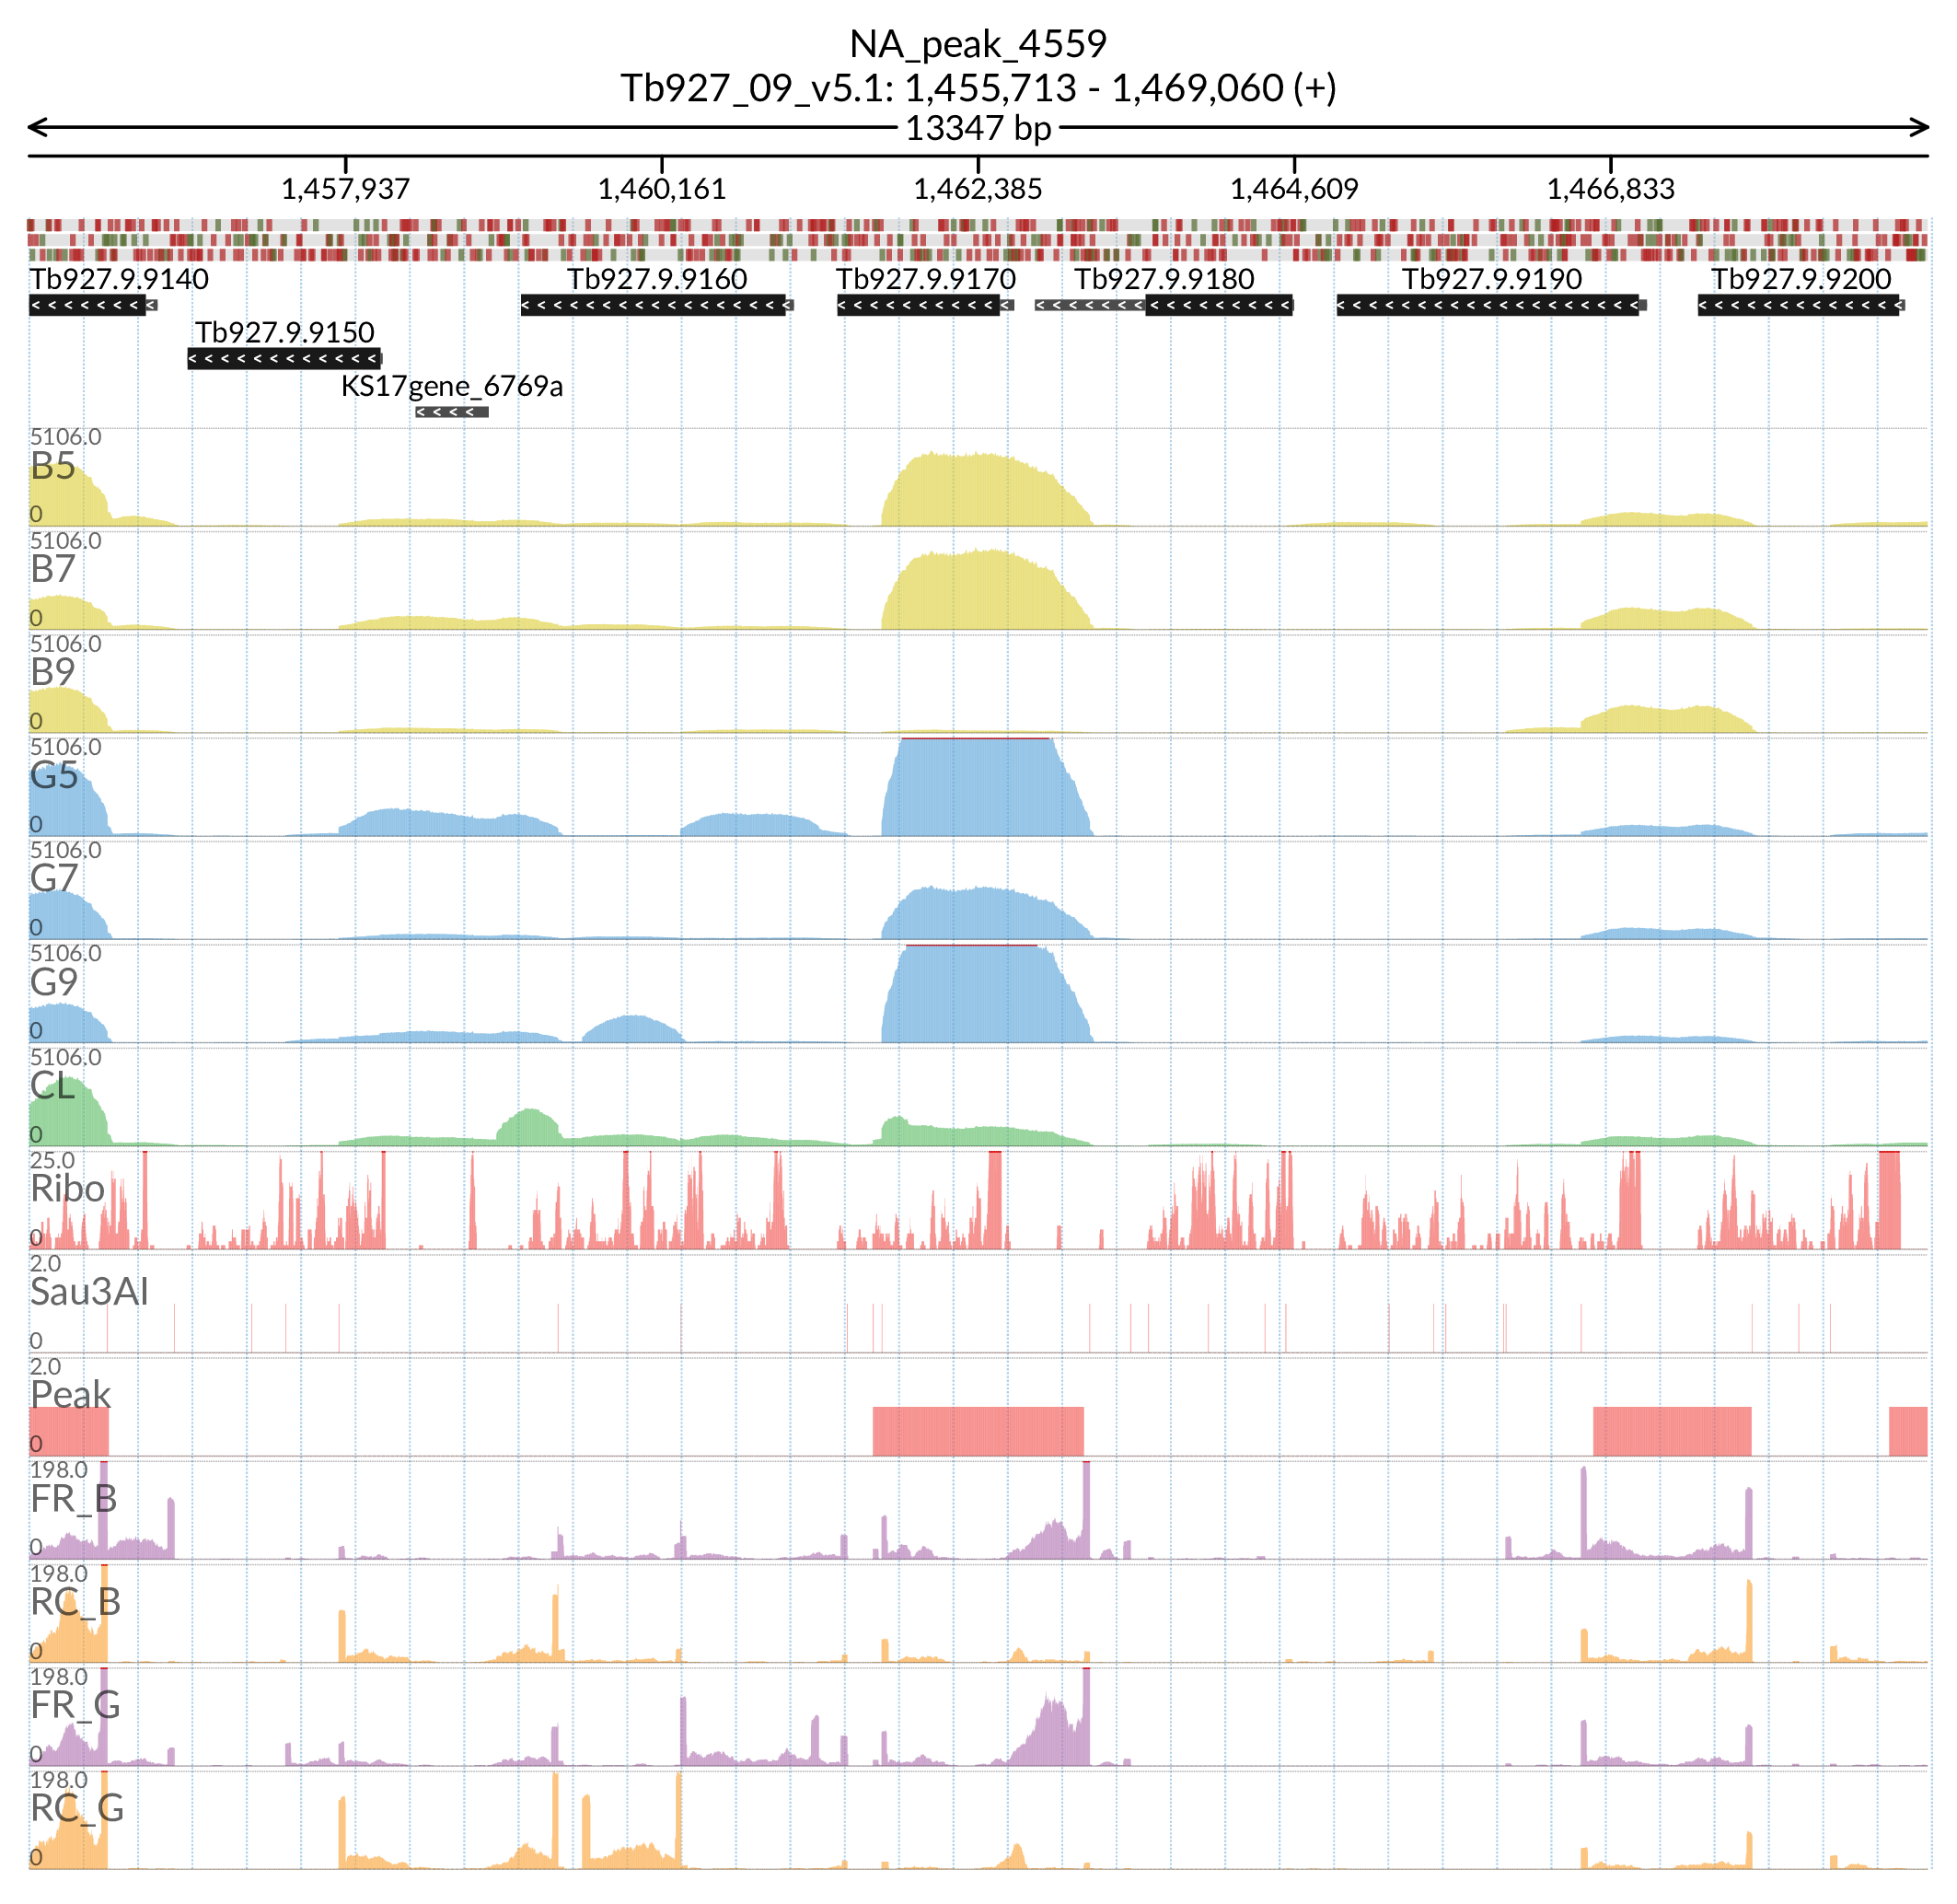 NA_peak_4559
Tb927_09_v5.1: 1,455,713 - 1,469,060 (+)
13347 bp
1,457,937 1,460,161 1,462,385 1,464,609 1,466,833
Tb927.9.9140 Tb927.9.9160 Tb927.9.9170 Tb927.9.9180 Tb927.9.9190 Tb927.9.9200
Tb927.9.9150
KS17gene_6769a
5106.0
B5
0
5106.0
B7
0
5106.0
B9
0
5106.0
G5
0
5106.0
G7
0
5106.0
G9
0
5106.0
CL
0
25.0
Ribo
0
2.0
Sau3AI
0
2.0
Peak
0
198.0
FR_B
0
198.0
RC_B
0
198.0
FR_G
0
198.0
RC_G
0